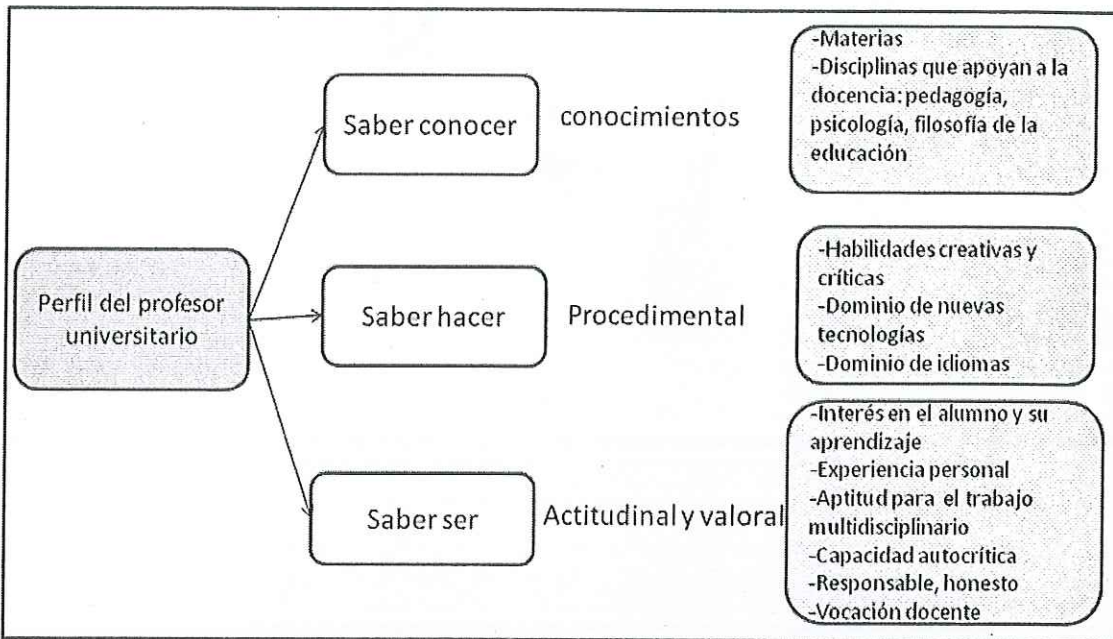 -Materias
-Disciplinas que apoyan a la
docencia: pedagogía,
psicología, filosofía de la
educación
Saber conocer
conocimientos
Perfil del profesor
universitario
Saber hacer
Procedimental
-Habilidades creativas y
críticas
-Dominio de nuevas
tecnologías
-Dominio de idiomas
Saber ser
Actitudinal y valoral
-Interés en el alumno y su
aprendizaje
-Experiencia personal
-Aptitud para el trabajo
multidisciplinario
-Capacidad autocrítica
-Responsable, honesto
-Vocación docente